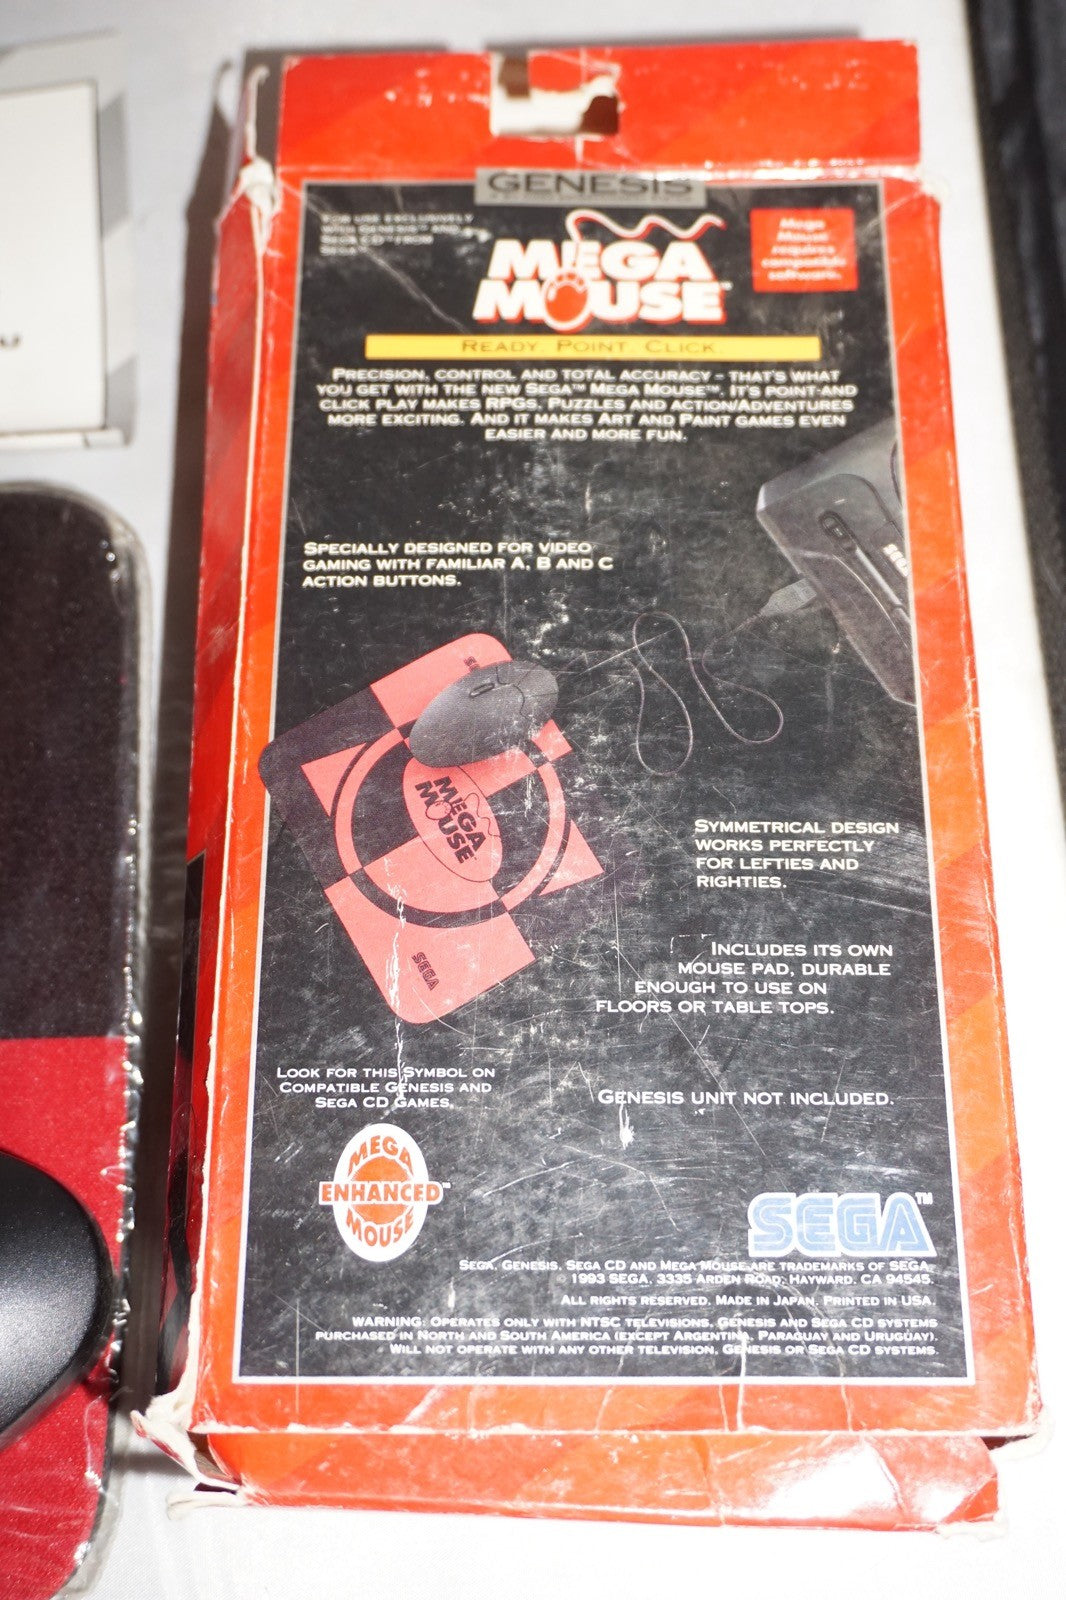 GENESIS
FOR USE EXCLUSIVELY
WITH GENESIS™ AND
SEGA CD™ FROM
SEGA
MEGA
MOUSE™
Mega
Mouse
requires
compatible
software.
READY. POINT. CLICK.
PRECISION, CONTROL AND TOTAL ACCURACY - THAT'S WHAT
YOU GET WITH THE NEW SEGA™ MEGA MOUSE™. IT'S POINT-AND
CLICK PLAY MAKES RPGS, PUZZLES AND ACTION/ADVENTURES
MORE EXCITING. AND IT MAKES ART AND PAINT GAMES EVEN
EASIER AND MORE FUN.
SPECIALLY DESIGNED FOR VIDEO
GAMING WITH FAMILIAR A, B AND C
ACTION BUTTONS.
SEGA
MEGA
MOUSE
SEGA
SYMMETRICAL DESIGN
WORKS PERFECTLY
FOR LEFTIES AND
RIGHTIES.
INCLUDES ITS OWN
MOUSE PAD, DURABLE
ENOUGH TO USE ON
FLOORS OR TABLE TOPS.
LOOK FOR THIS SYMBOL ON
COMPATIBLE GENESIS AND
SEGA CD GAMES.
GENESIS UNIT NOT INCLUDED.
MEGA
ENHANCED™
MOUSE
SEGA™
SEGA, GENESIS, SEGA CD AND MEGA MOUSE ARE TRADEMARKS OF SEGA.
© 1993 SEGA, 3335 ARDEN ROAD, HAYWARD, CA 94545.
ALL RIGHTS RESERVED. MADE IN JAPAN. PRINTED IN USA.
WARNING: OPERATES ONLY WITH NTSC TELEVISIONS, GENESIS AND SEGA CD SYSTEMS
PURCHASED IN NORTH AND SOUTH AMERICA (EXCEPT ARGENTINA, PARAGUAY AND URUGUAY).
WILL NOT OPERATE WITH ANY OTHER TELEVISION, GENESIS OR SEGA CD SYSTEMS.